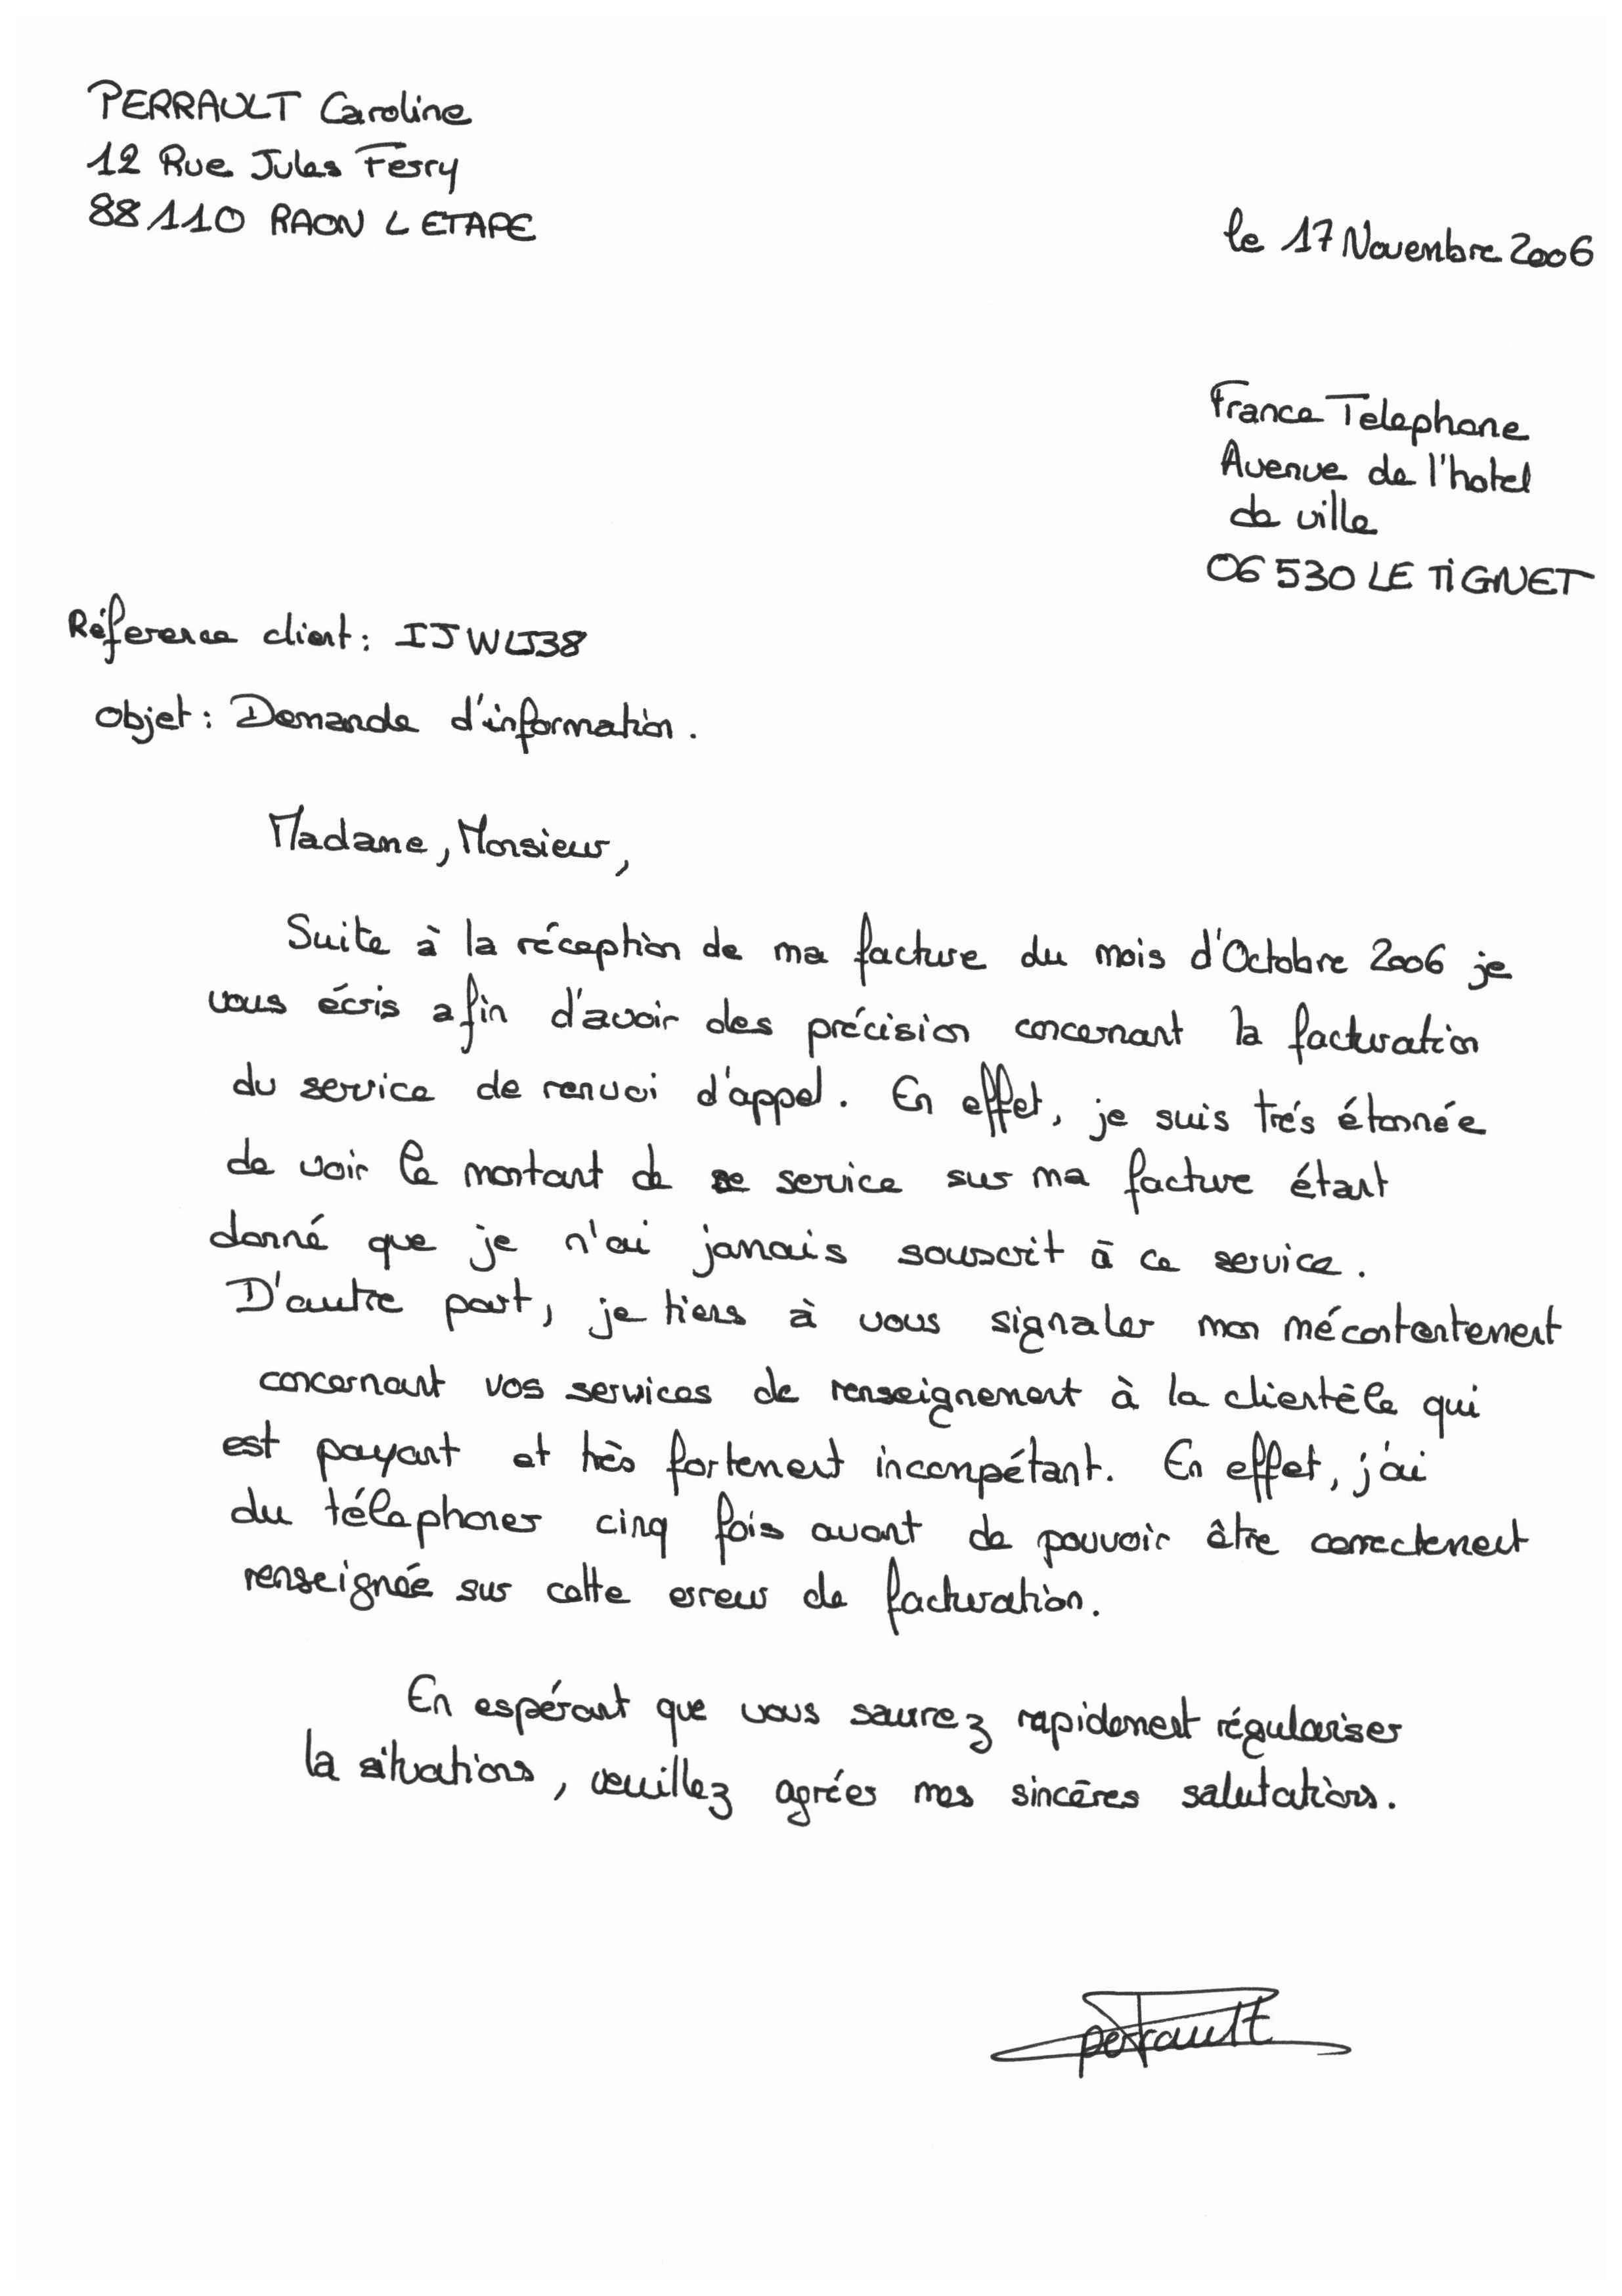 PERRAULT Caroline
12 Rue Jules Ferry
88110 RAON L ETAPE
le 17 Novembre 2006
France Telephone
Avenue de l'hotel
de ville
06530 LE TIGNET
Réference client : IJWLJ38
Objet : Demande d'information.
Madame, Monsieur,
Suite à la réception de ma facture du mois d'Octobre 2006 je
vous écris afin d'avoir des précision concernant la facturation
du service de renvoi d'appel. En effet, je suis trés étonnée
de voir le montant de se service sur ma facture étant
donné que je n'ai jamais souscrit à ce service.
D'autre part, je tiens à vous signaler mon mécontentement
concernant vos services de renseignement à la clientèle qui
est payant et très fortement incompétant. En effet, j'ai
du télephoner cinq fois avant de pouvoir être correctement
renseignée sur cette erreur de facturation.
En espérant que vous saurez rapidement régulariser
la situations, veuillez agréer mes sincères salutations.
perrault